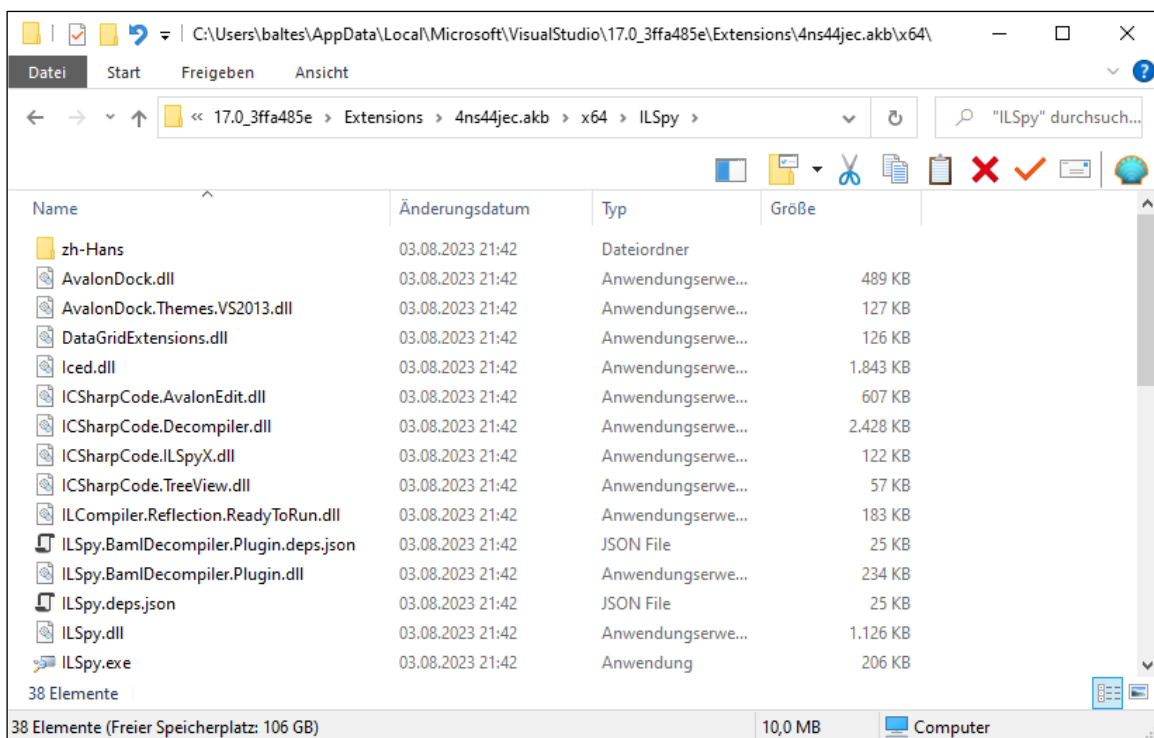 C:\Users\baltes\AppData\Local\Microsoft\VisualStudio\17.0_3ffa485e\Extensions\4ns44jec.akb\x64\
Datei Start Freigeben Ansicht
« 17.0_3ffa485e > Extensions > 4ns44jec.akb > x64 > ILSpy > "ILSpy" durchsuch...
Name Änderungsdatum Typ Größe
zh-Hans 03.08.2023 21:42 Dateiordner
AvalonDock.dll 03.08.2023 21:42 Anwendungserwe... 489 KB
AvalonDock.Themes.VS2013.dll 03.08.2023 21:42 Anwendungserwe... 127 KB
DataGridExtensions.dll 03.08.2023 21:42 Anwendungserwe... 126 KB
Iced.dll 03.08.2023 21:42 Anwendungserwe... 1.843 KB
ICSharpCode.AvalonEdit.dll 03.08.2023 21:42 Anwendungserwe... 607 KB
ICSharpCode.Decompiler.dll 03.08.2023 21:42 Anwendungserwe... 2.428 KB
ICSharpCode.ILSpyX.dll 03.08.2023 21:42 Anwendungserwe... 122 KB
ICSharpCode.TreeView.dll 03.08.2023 21:42 Anwendungserwe... 57 KB
ILCompiler.Reflection.ReadyToRun.dll 03.08.2023 21:42 Anwendungserwe... 183 KB
ILSpy.BamlDecompiler.Plugin.deps.json 03.08.2023 21:42 JSON File 25 KB
ILSpy.BamlDecompiler.Plugin.dll 03.08.2023 21:42 Anwendungserwe... 234 KB
ILSpy.deps.json 03.08.2023 21:42 JSON File 25 KB
ILSpy.dll 03.08.2023 21:42 Anwendungserwe... 1.126 KB
ILSpy.exe 03.08.2023 21:42 Anwendung 206 KB
38 Elemente
38 Elemente (Freier Speicherplatz: 106 GB) 10,0 MB Computer